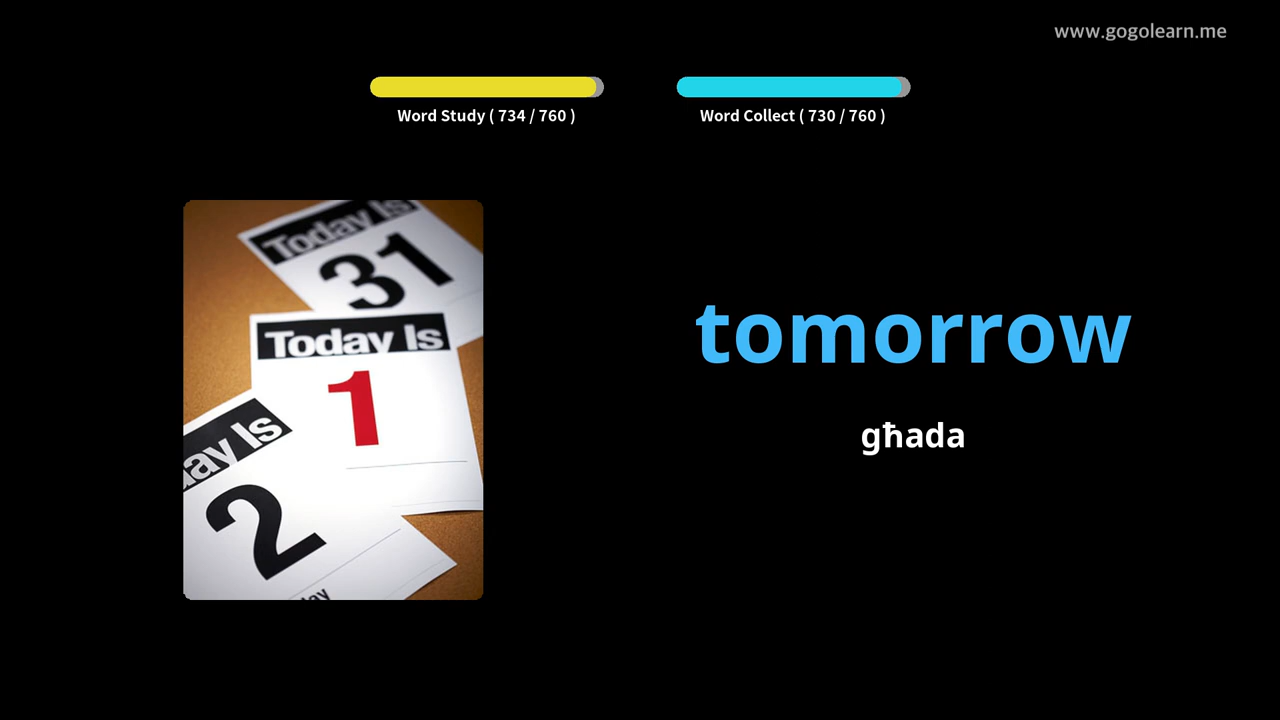 www.gogolearn.me
Word Study ( 734 / 760 )
Word Collect ( 730 / 760 )
Today Is
31
Today Is
1
ay Is
2
tomorrow
għada